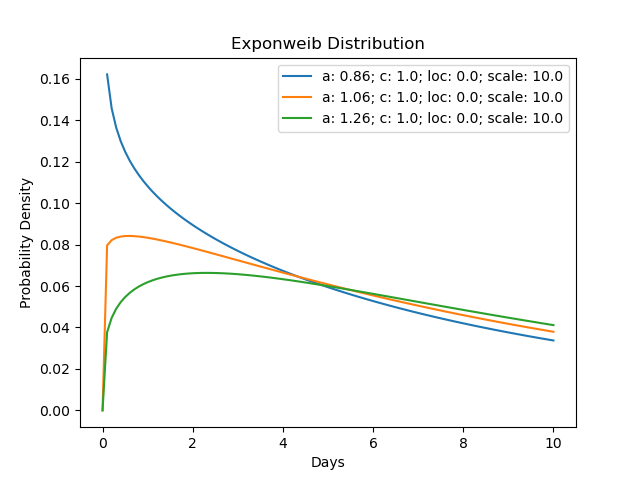 Exponweib Distribution
a: 0.86; c: 1.0; loc: 0.0; scale: 10.0
a: 1.06; c: 1.0; loc: 0.0; scale: 10.0
a: 1.26; c: 1.0; loc: 0.0; scale: 10.0
Probability Density
0.16
0.14
0.12
0.10
0.08
0.06
0.04
0.02
0.00
0 2 4 6 8 10
Days